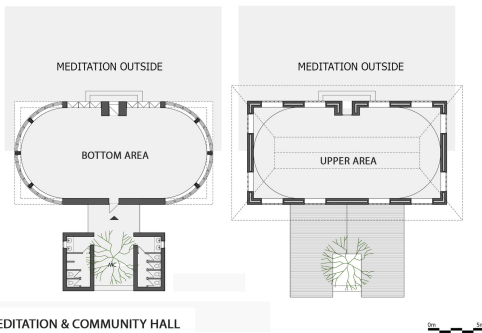 MEDITATION OUTSIDE
MEDITATION OUTSIDE
BOTTOM AREA
UPPER AREA
EDITATION & COMMUNITY HALL
0m